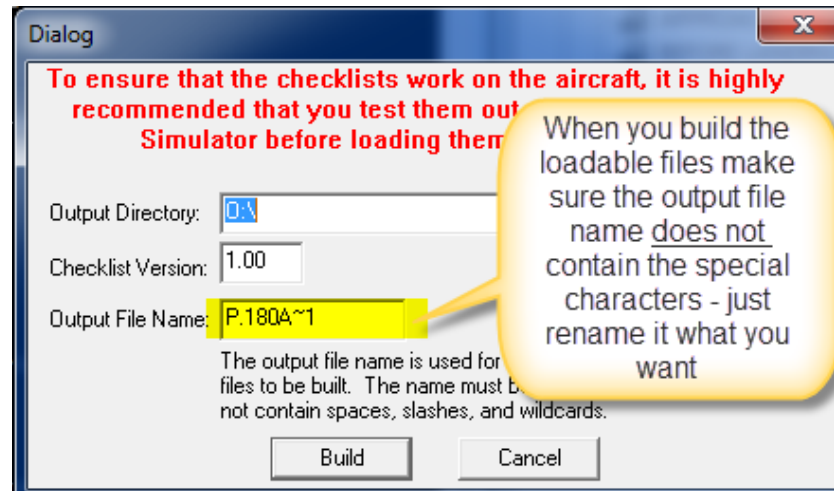 Dialog
To ensure that the checklists work on the aircraft, it is highly
recommended that you test them out
Simulator before loading them
When you build the
loadable files make
sure the output file
name does not
contain the special
characters - just
rename it what you
want
Output Directory: O:\
Checklist Version: 1.00
Output File Name: P.180A~1
The output file name is used for
files to be built. The name must
not contain spaces, slashes, and wildcards.
Build Cancel